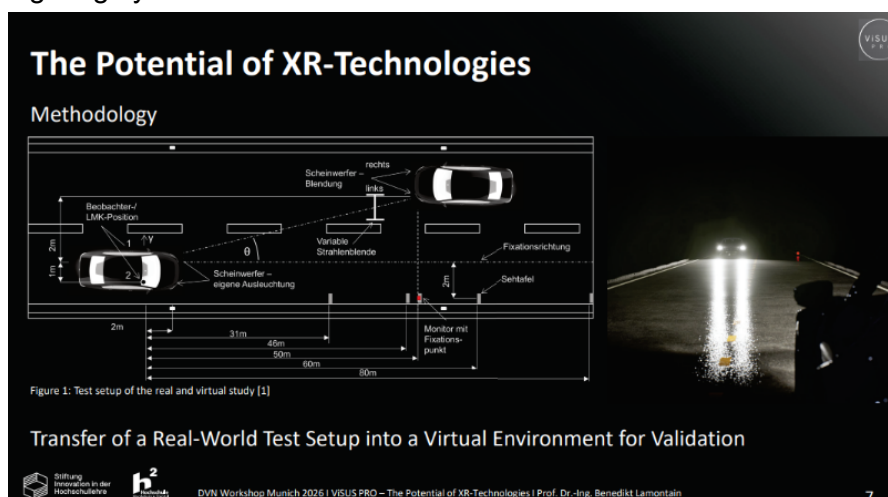 The Potential of XR-Technologies
Methodology
rechts
Scheinwerfer –
Blendung
links
Beobachter-/
LMK-Position
1
Y
2m
θ
Variable
Strahlenblende
Fixationsrichtung
1m
2
Scheinwerfer –
eigene Ausleuchtung
2m
Sehtafel
2m
31m
46m
50m
60m
80m
Monitor mit
Fixations-
punkt
Figure 1: Test setup of the real and virtual study [1]
Transfer of a Real-World Test Setup into a Virtual Environment for Validation
Stiftung
Innovation in der
Hochschullehre
h²
Hochschule
DVN Workshop Munich 2026 I ViSUS PRO – The Potential of XR-Technologies I Prof. Dr.-Ing. Benedikt Lamontain
7